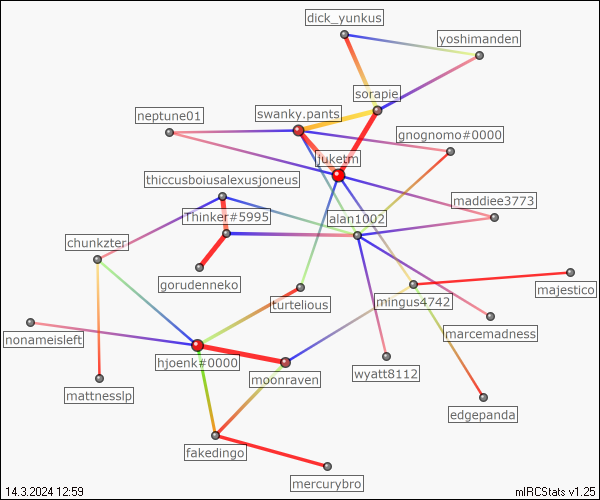 dick_yunkus
yoshimanden
sorapie
neptune01
swanky.pants
gnognomo#0000
juketm
thiccusboiusalexusjoneus
maddiee3773
Thinker#5995
alan1002
chunkzter
gorudenneko
majestico
turtelious
mingus4742
marcemadness
nonameisleft
hjoenk#0000
moonraven
wyatt8112
mattnesslp
edgepanda
fakedingo
mercurybro
14.3.2024 12:59
mIRCStats v1.25